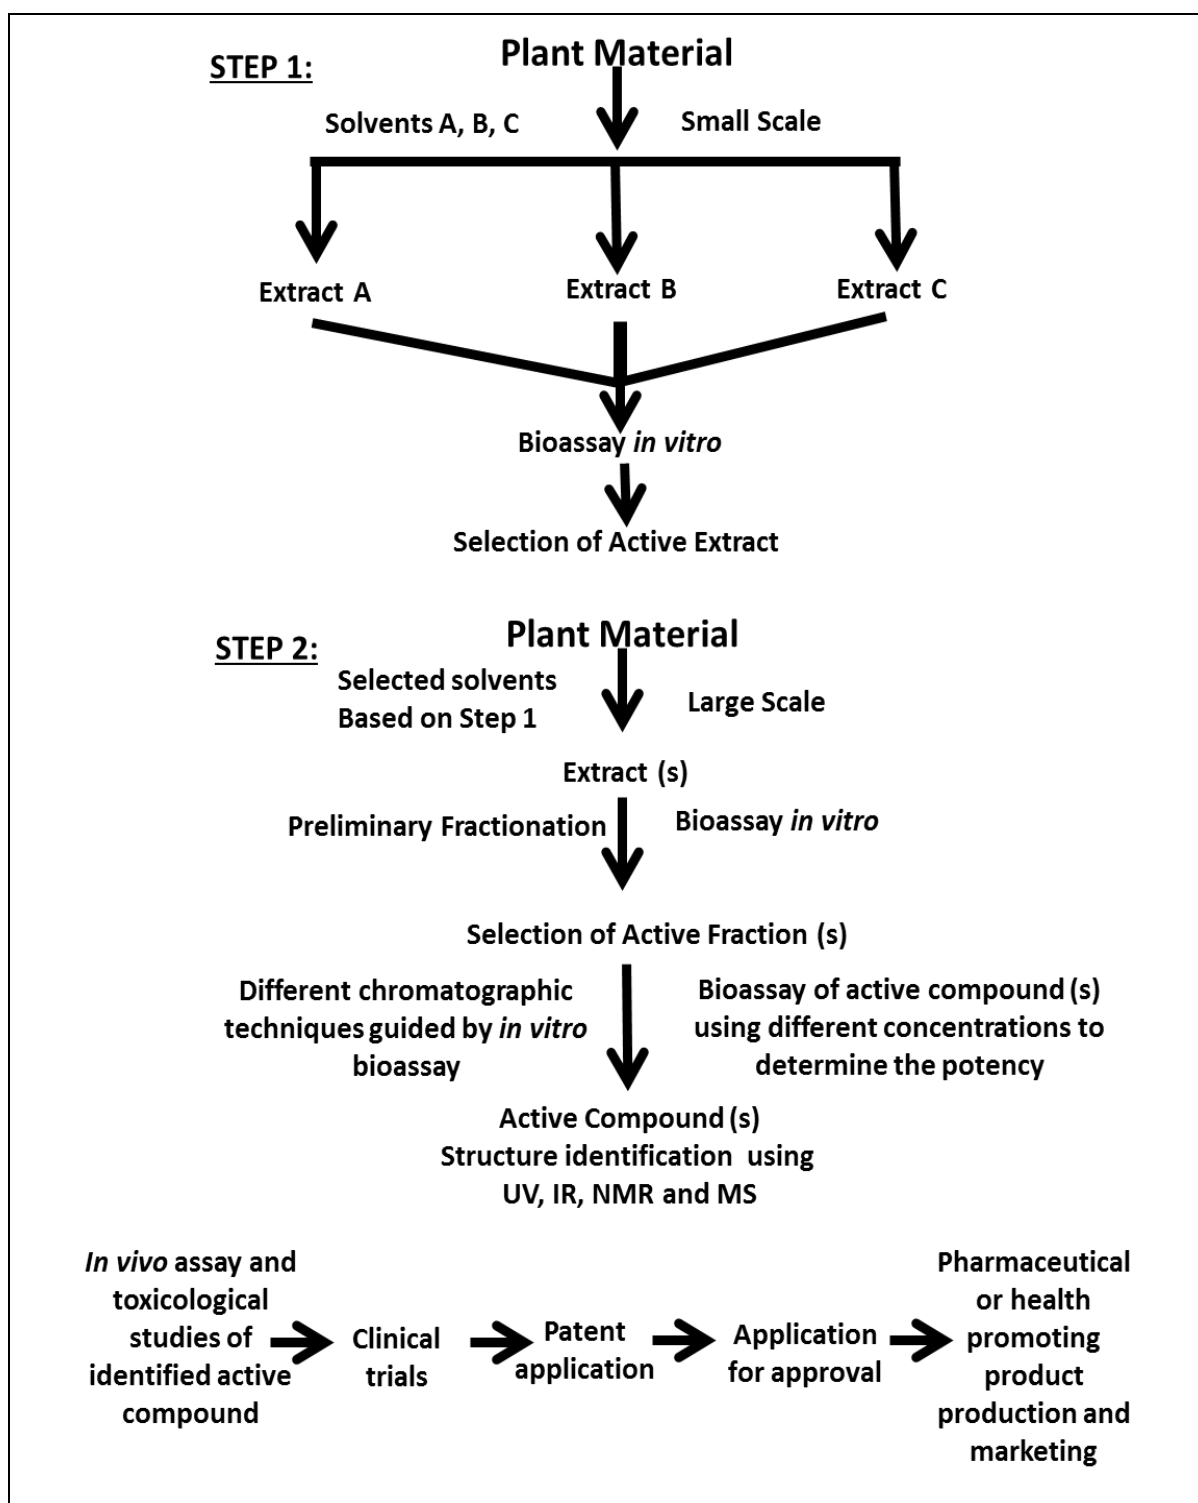 Plant Material
STEP 1:
Solvents A, B, C
Small Scale
Extract A
Extract B
Extract C
Bioassay in vitro
Selection of Active Extract
Plant Material
STEP 2:
Selected solvents
Based on Step 1
Large Scale
Extract (s)
Preliminary Fractionation
Bioassay in vitro
Selection of Active Fraction (s)
Different chromatographic
techniques guided by in vitro
bioassay
Bioassay of active compound (s)
using different concentrations to
determine the potency
Active Compound (s)
Structure identification using
UV, IR, NMR and MS
In vivo assay and
toxicological
studies of
identified active
compound
Clinical
trials
Patent
application
Application
for approval
Pharmaceutical
or health
promoting
product
production and
marketing